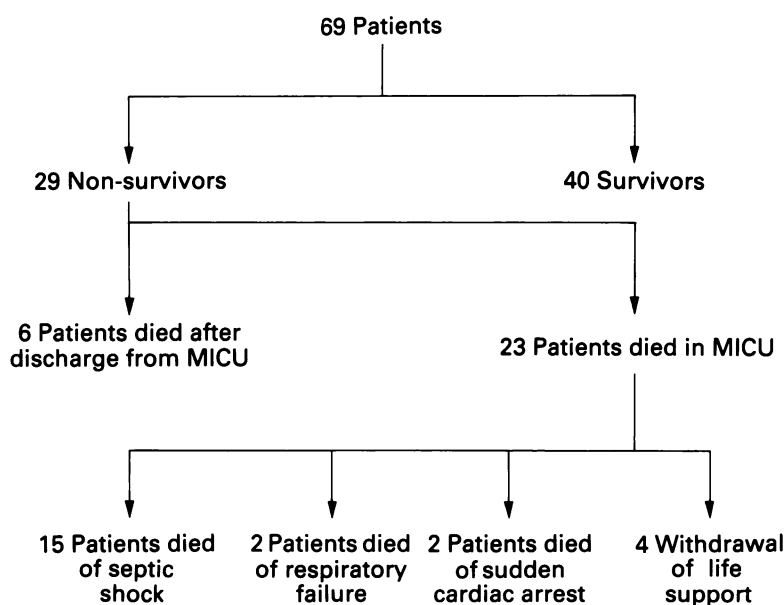 69 Patients
29 Non-survivors
40 Survivors
6 Patients died after
discharge from MICU
23 Patients died in MICU
15 Patients died
of septic
shock
2 Patients died
of respiratory
failure
2 Patients died
of sudden
cardiac arrest
4 Withdrawal
of life
support